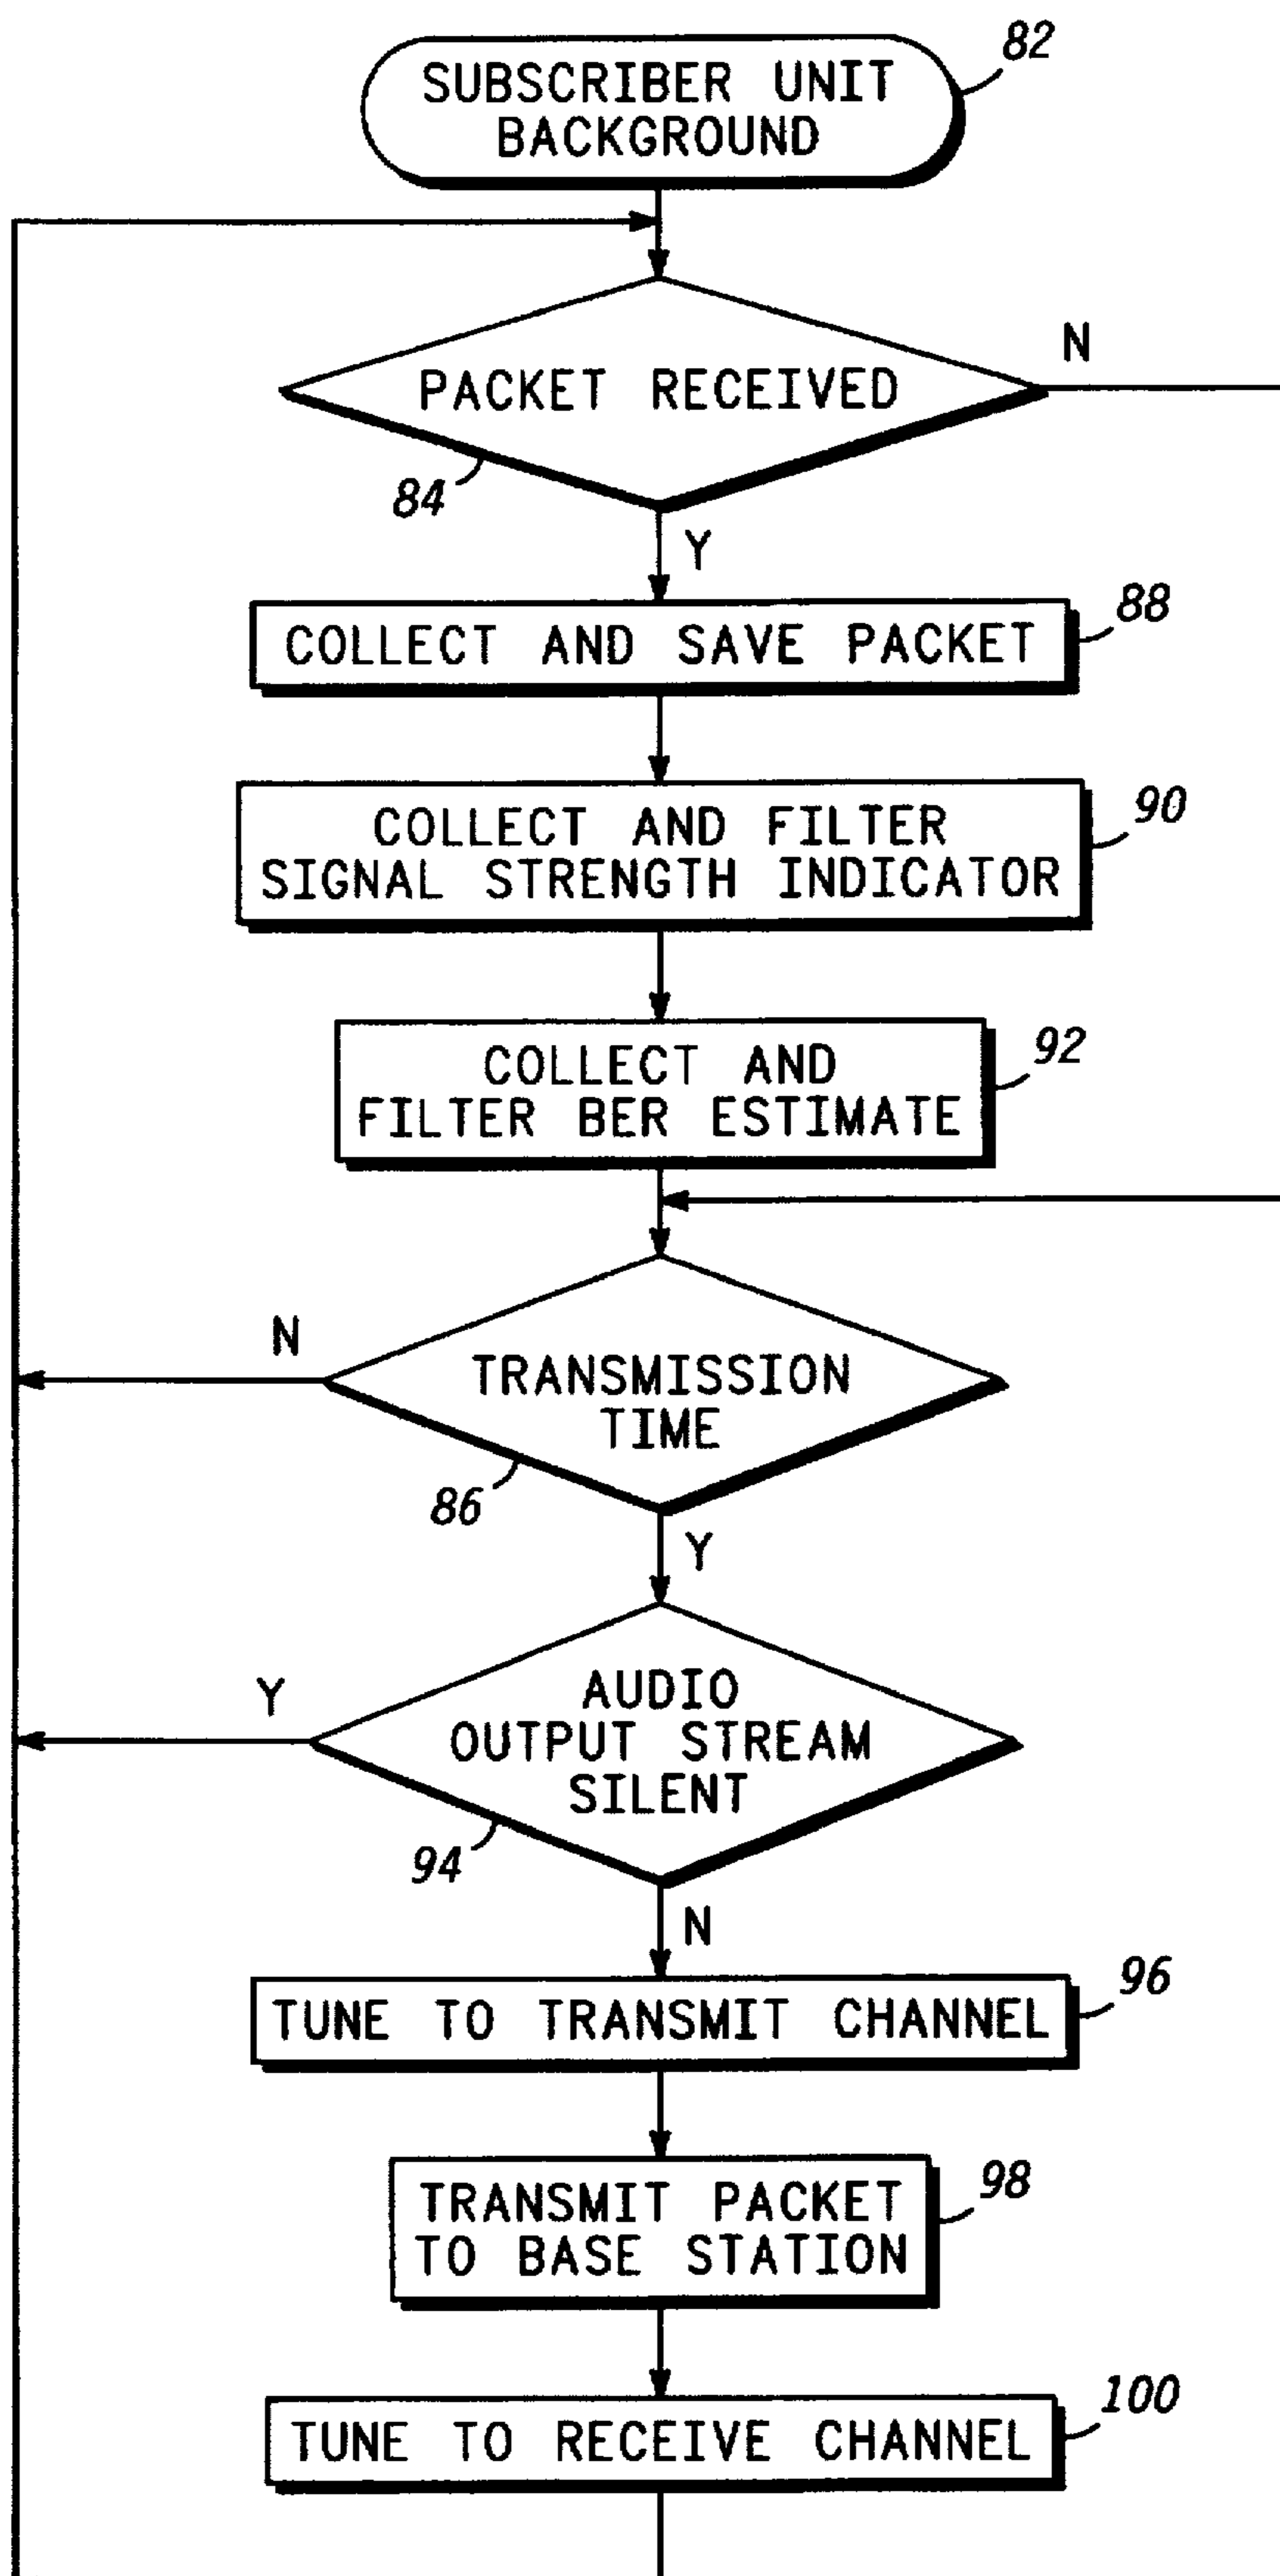 82
SUBSCRIBER UNIT
BACKGROUND
N
PACKET RECEIVED
84
Y
88
COLLECT AND SAVE PACKET
90
COLLECT AND FILTER
SIGNAL STRENGTH INDICATOR
92
COLLECT AND
FILTER BER ESTIMATE
N
TRANSMISSION
TIME
86
Y
Y
AUDIO
OUTPUT STREAM
SILENT
94
N
96
TUNE TO TRANSMIT CHANNEL
98
TRANSMIT PACKET
TO BASE STATION
100
TUNE TO RECEIVE CHANNEL